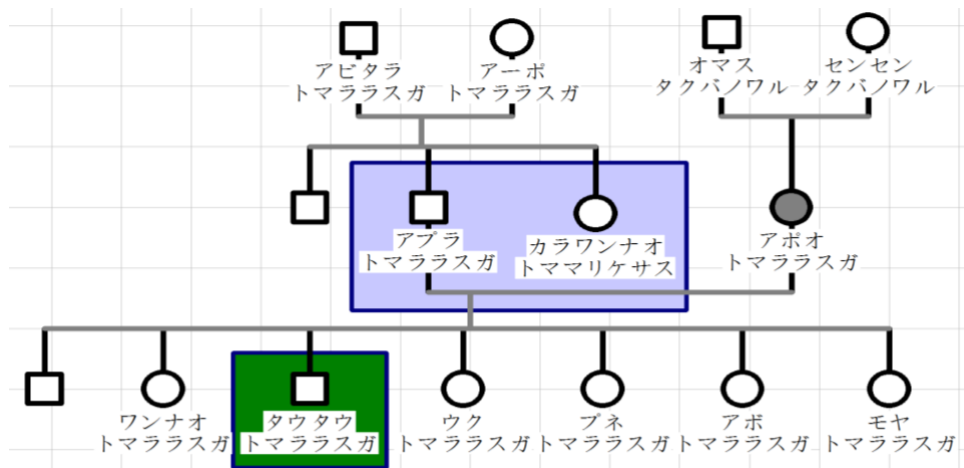 アビタラ
トマララスガ
アーポ
トマララスガ
オマス
タクバノワル
センセン
タクバノワル
アプラ
トマララスガ
カラワンナオ
トママリケサス
アポオ
トマララスガ
ワンナオ
トマララスガ
タウタウ
トマララスガ
ウク
トマララスガ
プネ
トマララスガ
アボ
トマララスガ
モヤ
トマララスガ